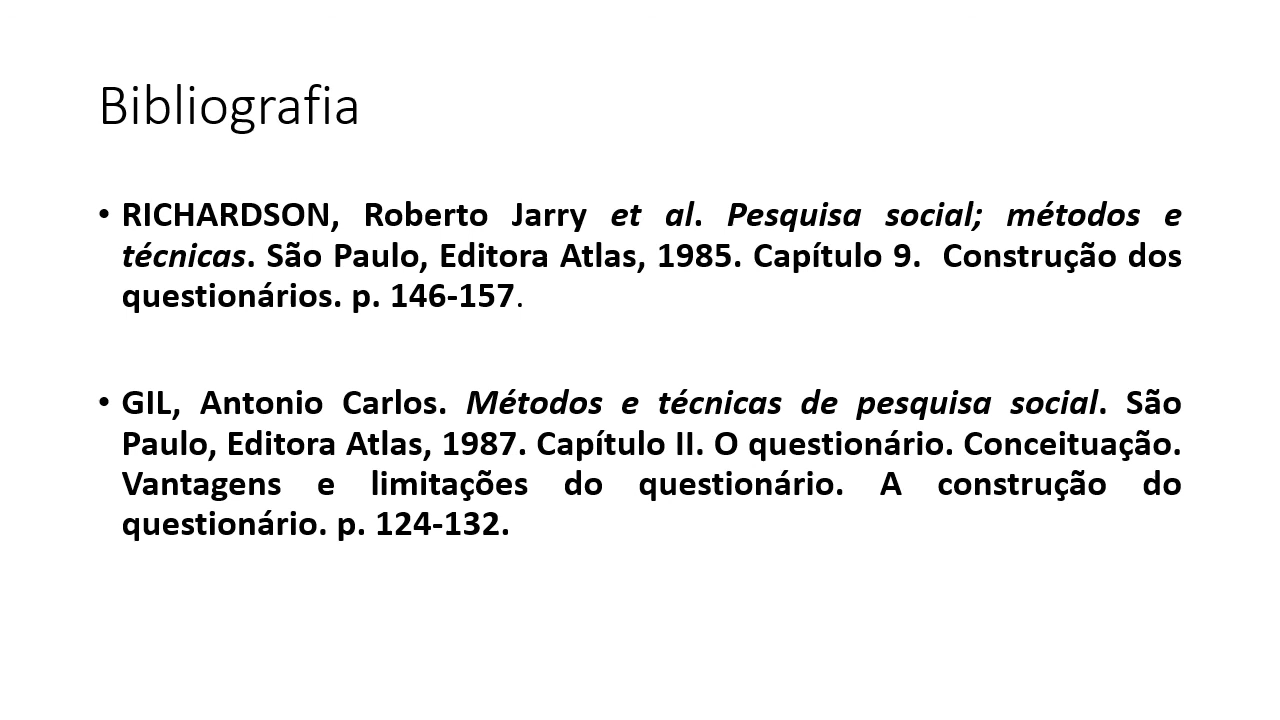 Bibliografia
• RICHARDSON, Roberto Jarry et al. Pesquisa social; métodos e
técnicas. São Paulo, Editora Atlas, 1985. Capítulo 9.  Construção dos
questionários. p. 146-157.
• GIL, Antonio Carlos. Métodos e técnicas de pesquisa social. São
Paulo, Editora Atlas, 1987. Capítulo II. O questionário. Conceituação.
Vantagens e limitações do questionário. A construção do
questionário. p. 124-132.